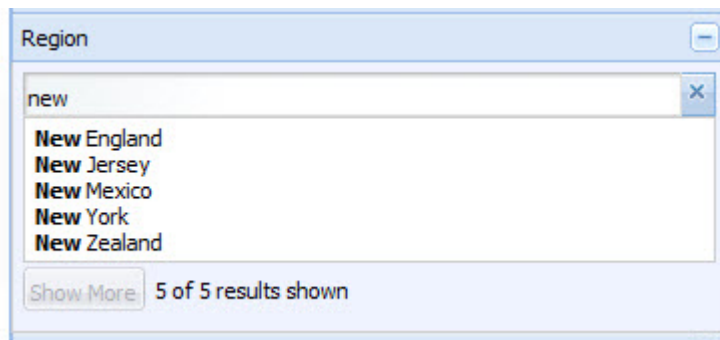 Region
new
New England
New Jersey
New Mexico
New York
New Zealand
Show More 5 of 5 results shown